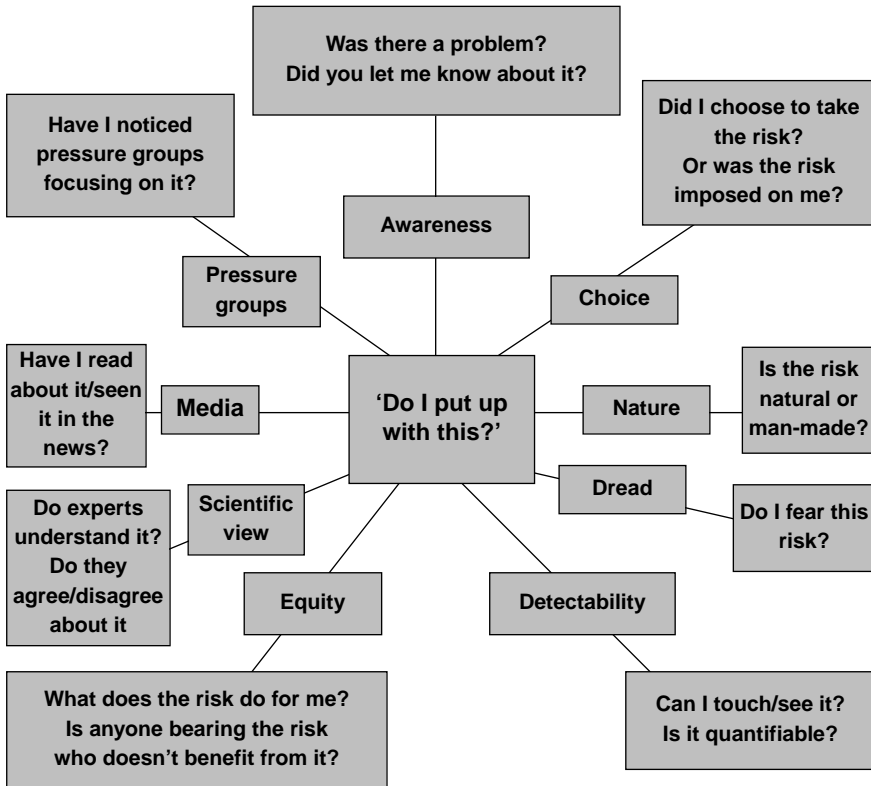 Was there a problem?
Did you let me know about it?
Have I noticed
pressure groups
focusing on it?
Did I choose to take
the risk?
Or was the risk
imposed on me?
Awareness
Pressure
groups
Choice
Have I read
about it/seen
it in the
news?
Media
‘Do I put up
with this?’
Nature
Is the risk
natural or
man-made?
Do experts
understand it?
Do they
agree/disagree
about it
Scientific
view
Dread
Do I fear this
risk?
Equity
Detectability
What does the risk do for me?
Is anyone bearing the risk
who doesn’t benefit from it?
Can I touch/see it?
Is it quantifiable?